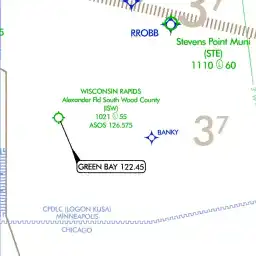 37
RROBB
Stevens Point Muni
(STE)
1110 60
WISCONSIN RAPIDS
Alexander Fld South Wood County
(ISW)
1021 55
ASOS 126.575
BANKY
37
GREEN BAY 122.45
CPDLC (LOGON KUSA)
MINNEAPOLIS
CHICAGO